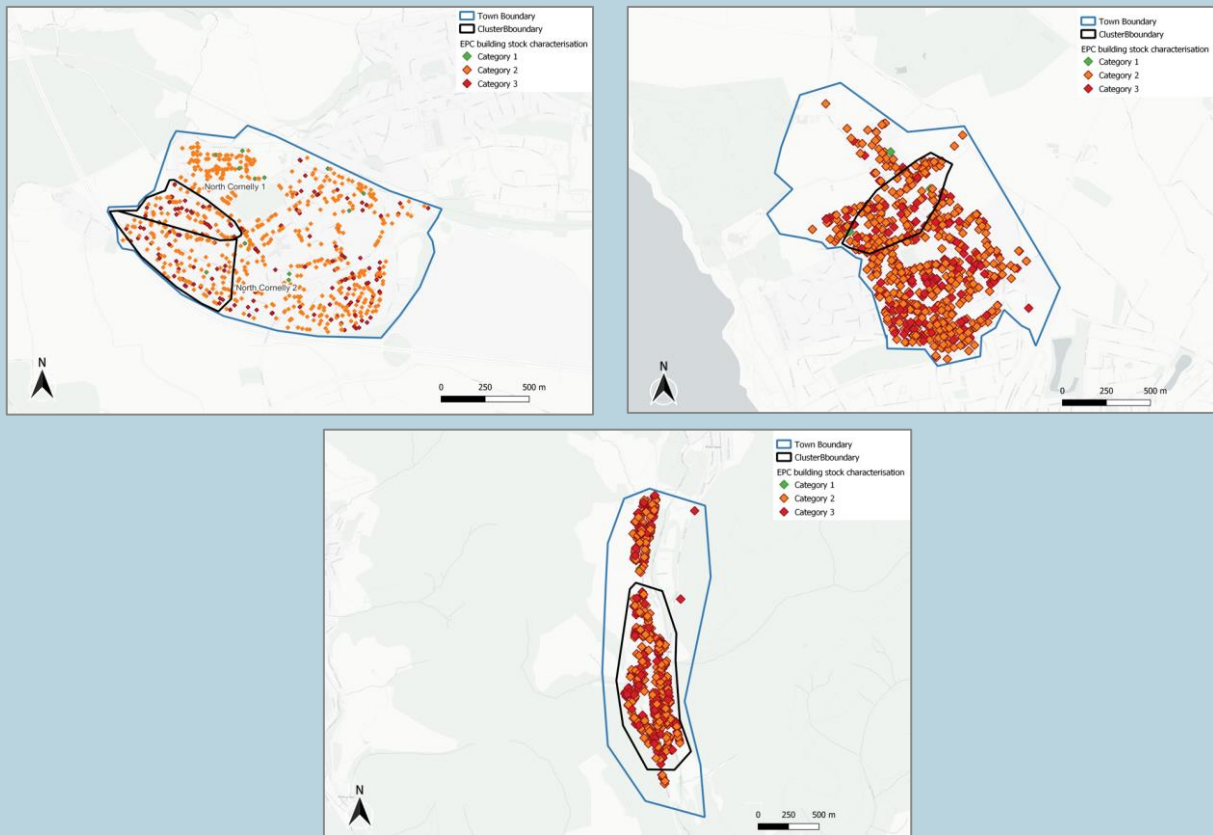 Town Boundary
ClusterBboundary
EPC building stock characterisation
Category 1
Category 2
Category 3
North Cornelly 1
North Cornelly 2
N
0 250 500 m
Town Boundary
ClusterBboundary
EPC building stock characterisation
Category 1
Category 2
Category 3
N
0 250 500 m
Town Boundary
ClusterBboundary
EPC building stock characterisation
Category 1
Category 2
Category 3
N
0 250 500 m